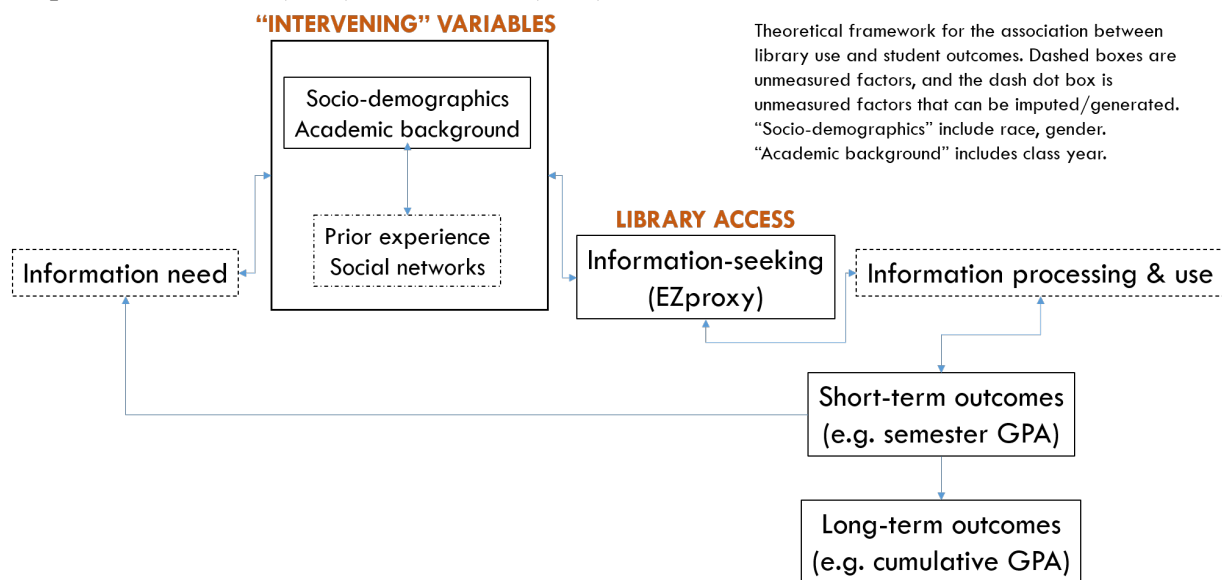 “INTERVENING” VARIABLES
Theoretical framework for the association between
library use and student outcomes. Dashed boxes are
unmeasured factors, and the dash dot box is
unmeasured factors that can be imputed/generated.
“Socio-demographics” include race, gender.
“Academic background” includes class year.
Socio-demographics
Academic background
Prior experience
Social networks
Information need
LIBRARY ACCESS
Information-seeking
(EZproxy)
Information processing & use
Short-term outcomes
(e.g. semester GPA)
Long-term outcomes
(e.g. cumulative GPA)